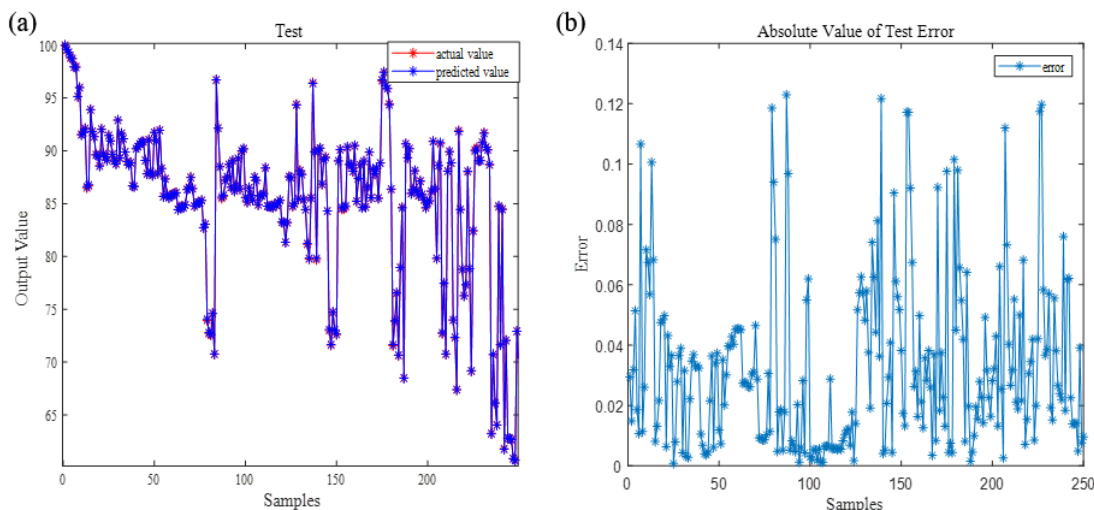 (a)
Test
100
95
90
85
80
75
70
65
Output Value
actual value
predicted value
0
50
100
150
200
Samples
(b)
Absolute Value of Test Error
0.14
0.12
0.1
0.08
0.06
0.04
0.02
0
Error
error
0
50
100
150
200
250
Samples